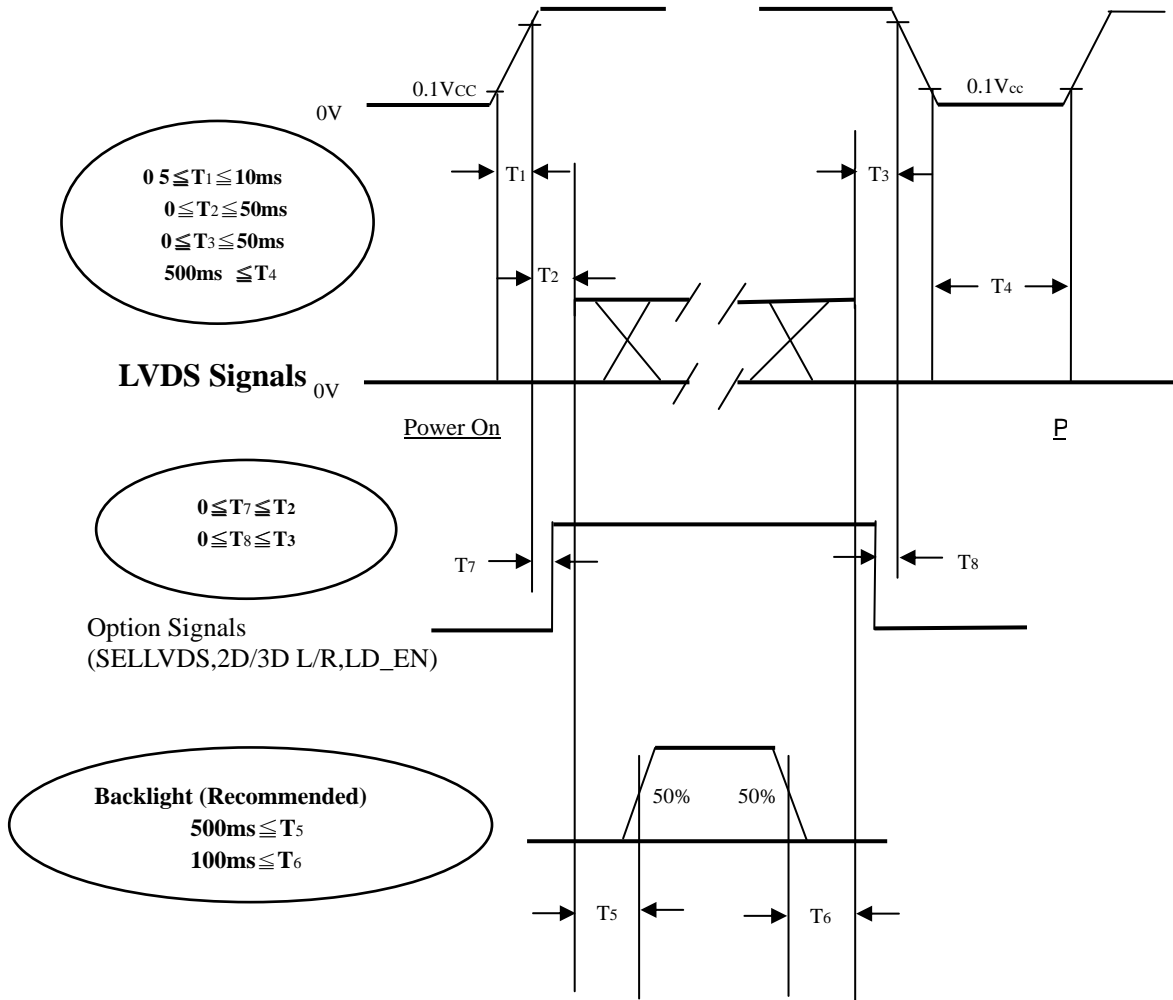 0.1VCC
0.1Vcc
0V
0 5≦T1≦10ms
0≦T2≦50ms
0≦T3≦50ms
500ms ≦T4
T1
T3
T2
T4
LVDS Signals 0V
Power On
P
0≦T7≦T2
0≦T8≦T3
T7
T8
Option Signals
(SELLVDS,2D/3D L/R,LD_EN)
Backlight (Recommended)
500ms≦T5
100ms≦T6
50%
50%
T5
T6